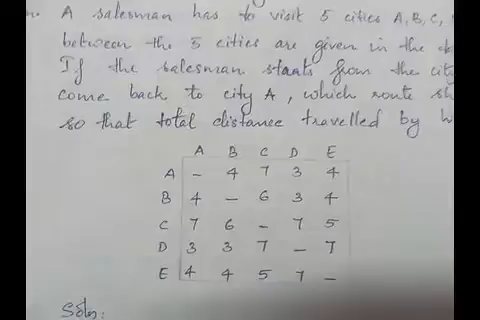 A salesman has to visit 5 cities A, B, C,
between the 5 cities are given in the
If the salesman starts from the city
come back to city A, which route
so that total distance travelled by
A B C D E
A - 4 7 3 4
B 4 - 6 3 4
C 7 6 - 7 5
D 3 3 7 - 7
E 4 4 5 7 -
Soln: